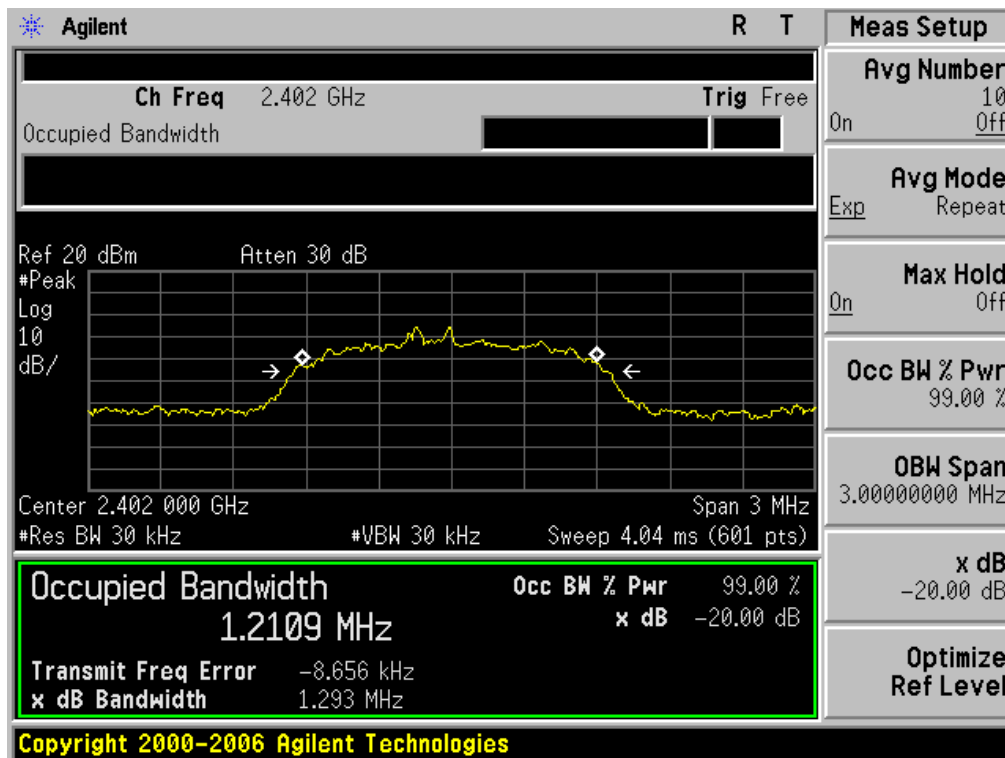 Agilent R T
Ch Freq 2.402 GHz Trig Free
Occupied Bandwidth
Ref 20 dBm Atten 30 dB
#Peak
Log
10
dB/
Center 2.402 000 GHz Span 3 MHz
#Res BW 30 kHz #VBW 30 kHz Sweep 4.04 ms (601 pts)
Occupied Bandwidth Occ BW % Pwr 99.00 %
1.2109 MHz x dB -20.00 dB
Transmit Freq Error -8.656 kHz
x dB Bandwidth 1.293 MHz
Copyright 2000-2006 Agilent Technologies
Meas Setup
Avg Number
10
On Off
Avg Mode
Exp Repeat
Max Hold
On Off
Occ BW % Pwr
99.00 %
OBW Span
3.00000000 MHz
x dB
-20.00 dB
Optimize
Ref Level